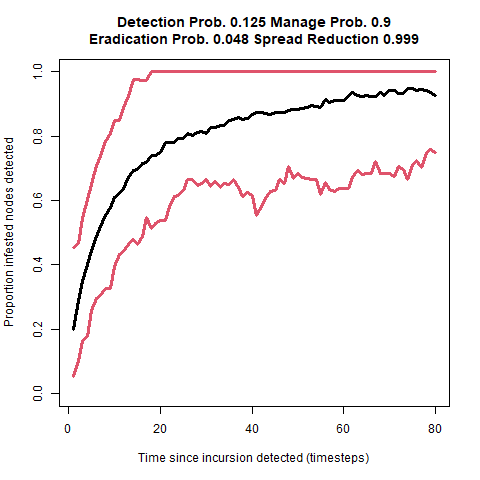 Detection Prob. 0.125 Manage Prob. 0.9
Eradication Prob. 0.048 Spread Reduction 0.999
Proportion infested nodes detected
1.0
0.8
0.6
0.4
0.2
0.0
0 20 40 60 80
Time since incursion detected (timesteps)